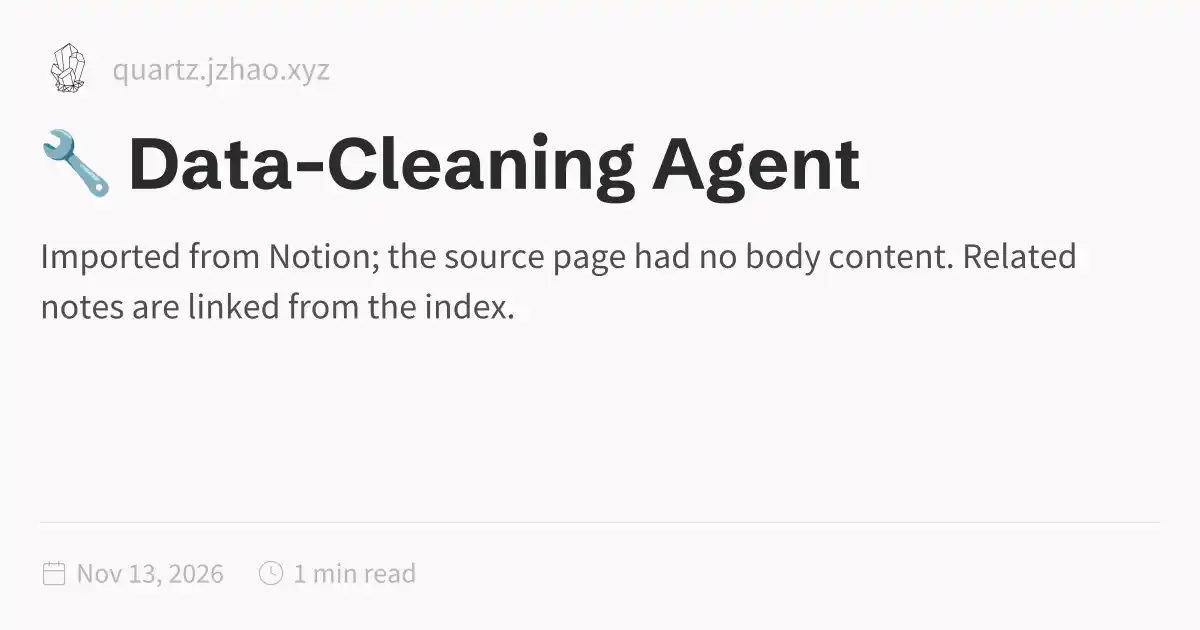 quartz.jzhao.xyz
🔧 Data-Cleaning Agent
Imported from Notion; the source page had no body content. Related
notes are linked from the index.
Nov 13, 2026 1 min read